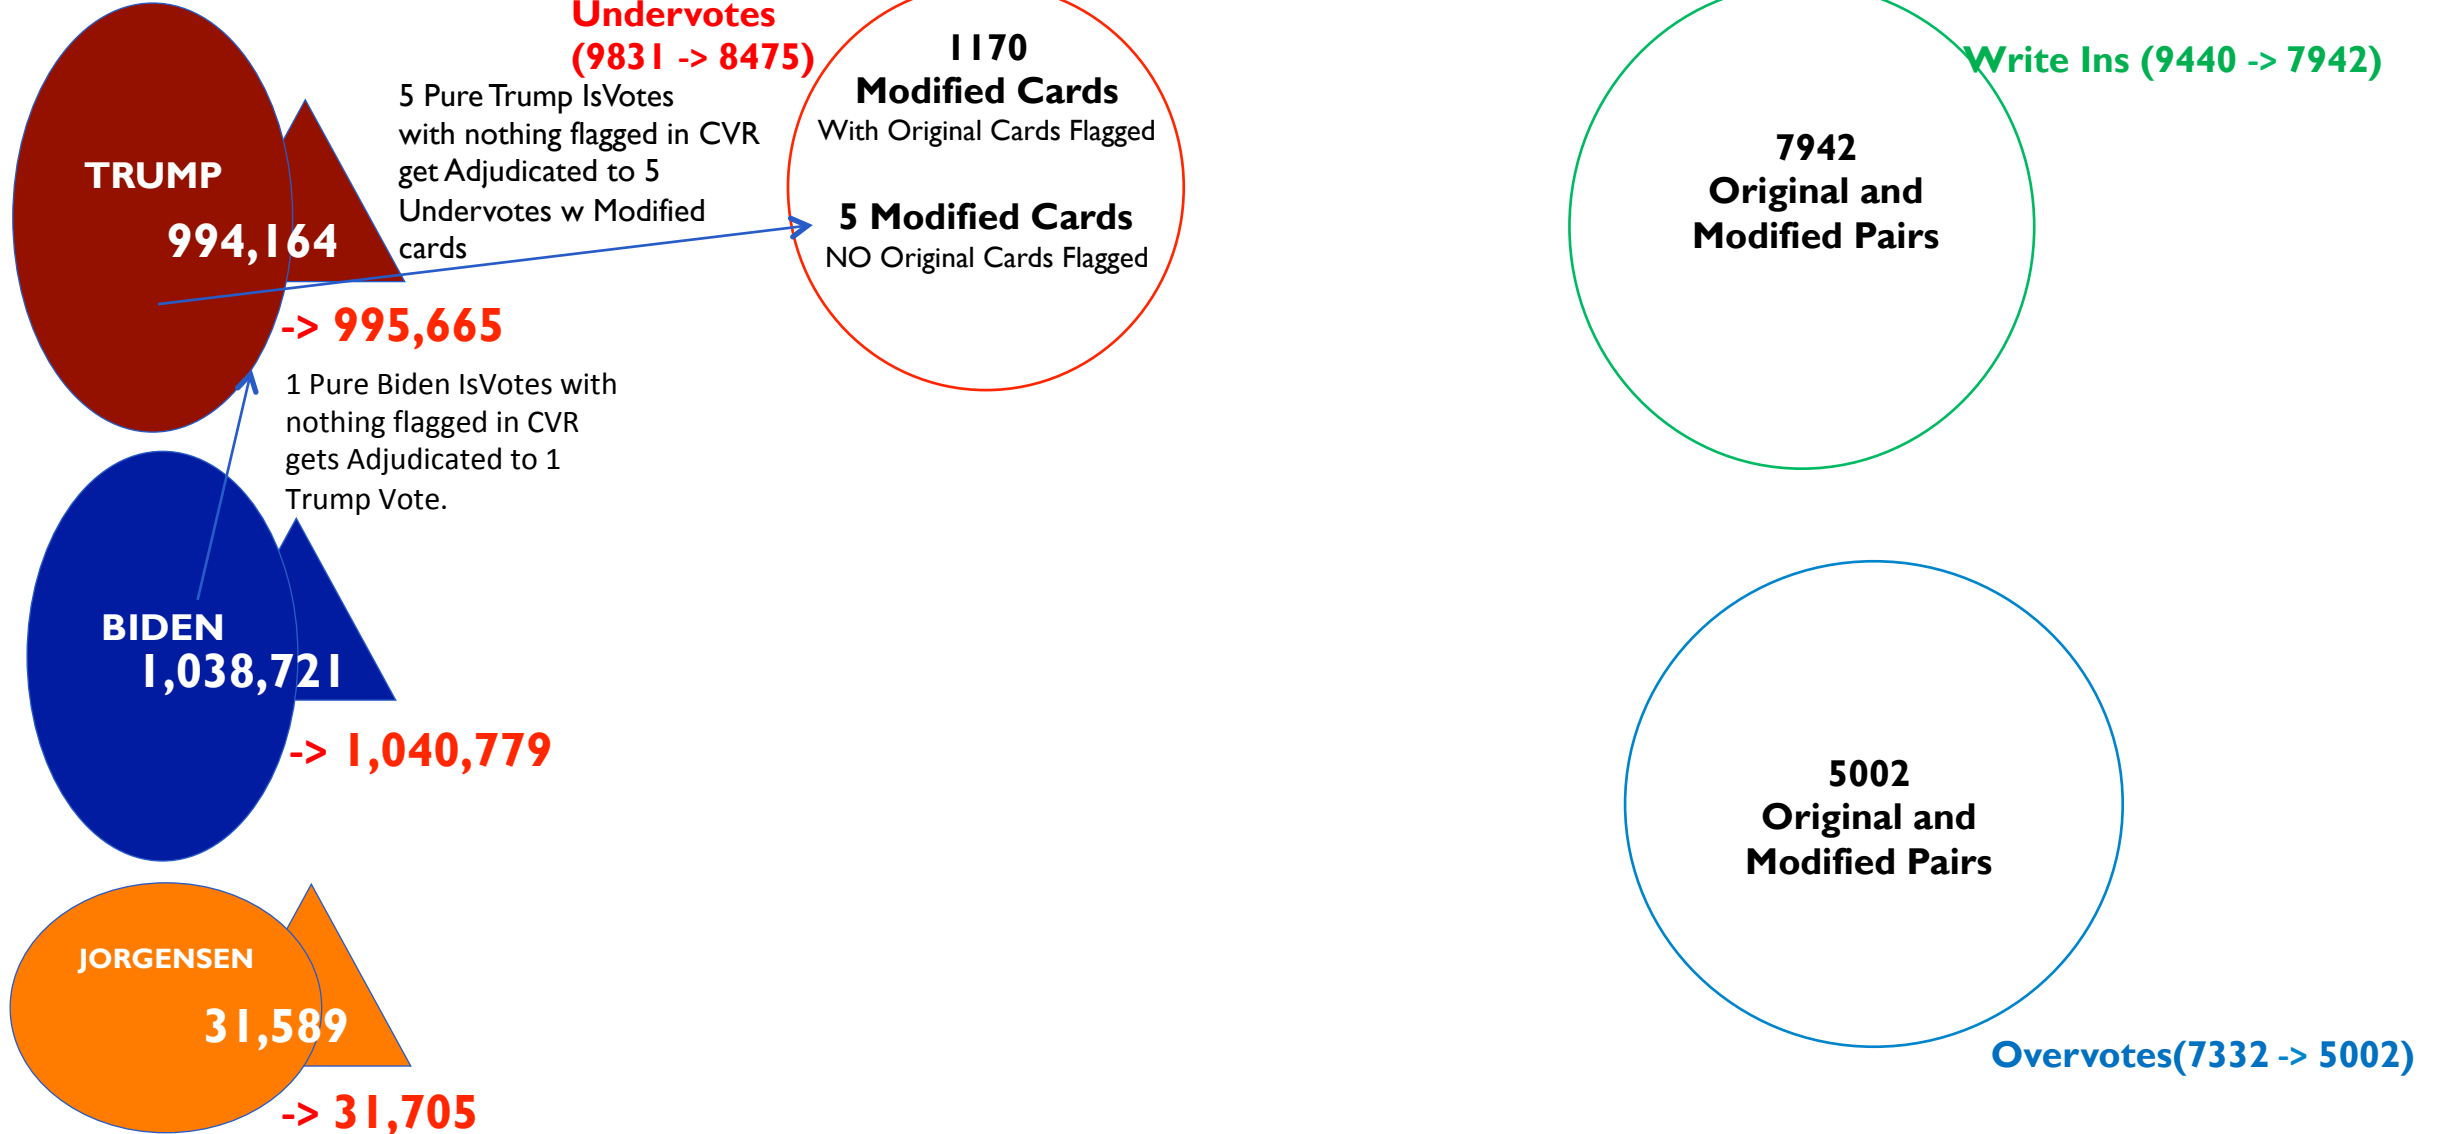 Undervotes
(9831 -> 8475)
5 Pure Trump IsVotes
with nothing flagged in CVR
get Adjudicated to 5
Undervotes w Modified
cards
1170
Modified Cards
With Original Cards Flagged
5 Modified Cards
NO Original Cards Flagged
Write Ins (9440 -> 7942)
7942
Original and
Modified Pairs
TRUMP
994,164
-> 995,665
1 Pure Biden IsVotes with
nothing flagged in CVR
gets Adjudicated to 1
Trump Vote.
BIDEN
1,038,721
-> 1,040,779
5002
Original and
Modified Pairs
JORGENSEN
31,589
-> 31,705
Overvotes(7332 -> 5002)